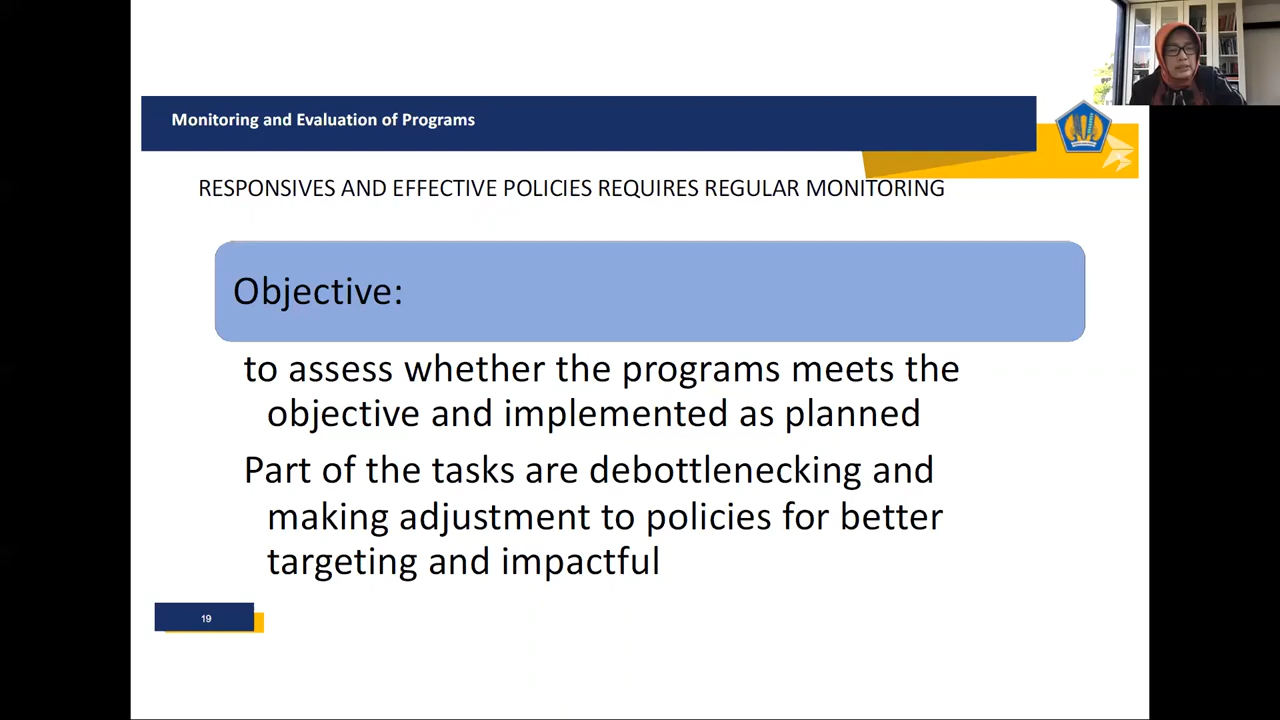 Monitoring and Evaluation of Programs
RESPONSIVES AND EFFECTIVE POLICIES REQUIRES REGULAR MONITORING
Objective:
to assess whether the programs meets the
objective and implemented as planned
Part of the tasks are debottlenecking and
making adjustment to policies for better
targeting and impactful
19